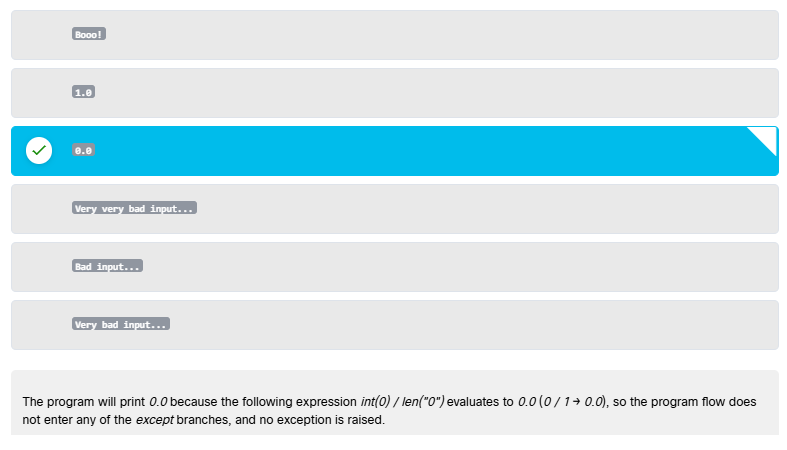 Booo!
1.0
0.0
Very very bad input...
Bad input...
Very bad input...
The program will print 0.0 because the following expression int(0) / len("0") evaluates to 0.0 (0 / 1 → 0.0), so the program flow does
not enter any of the except branches, and no exception is raised.